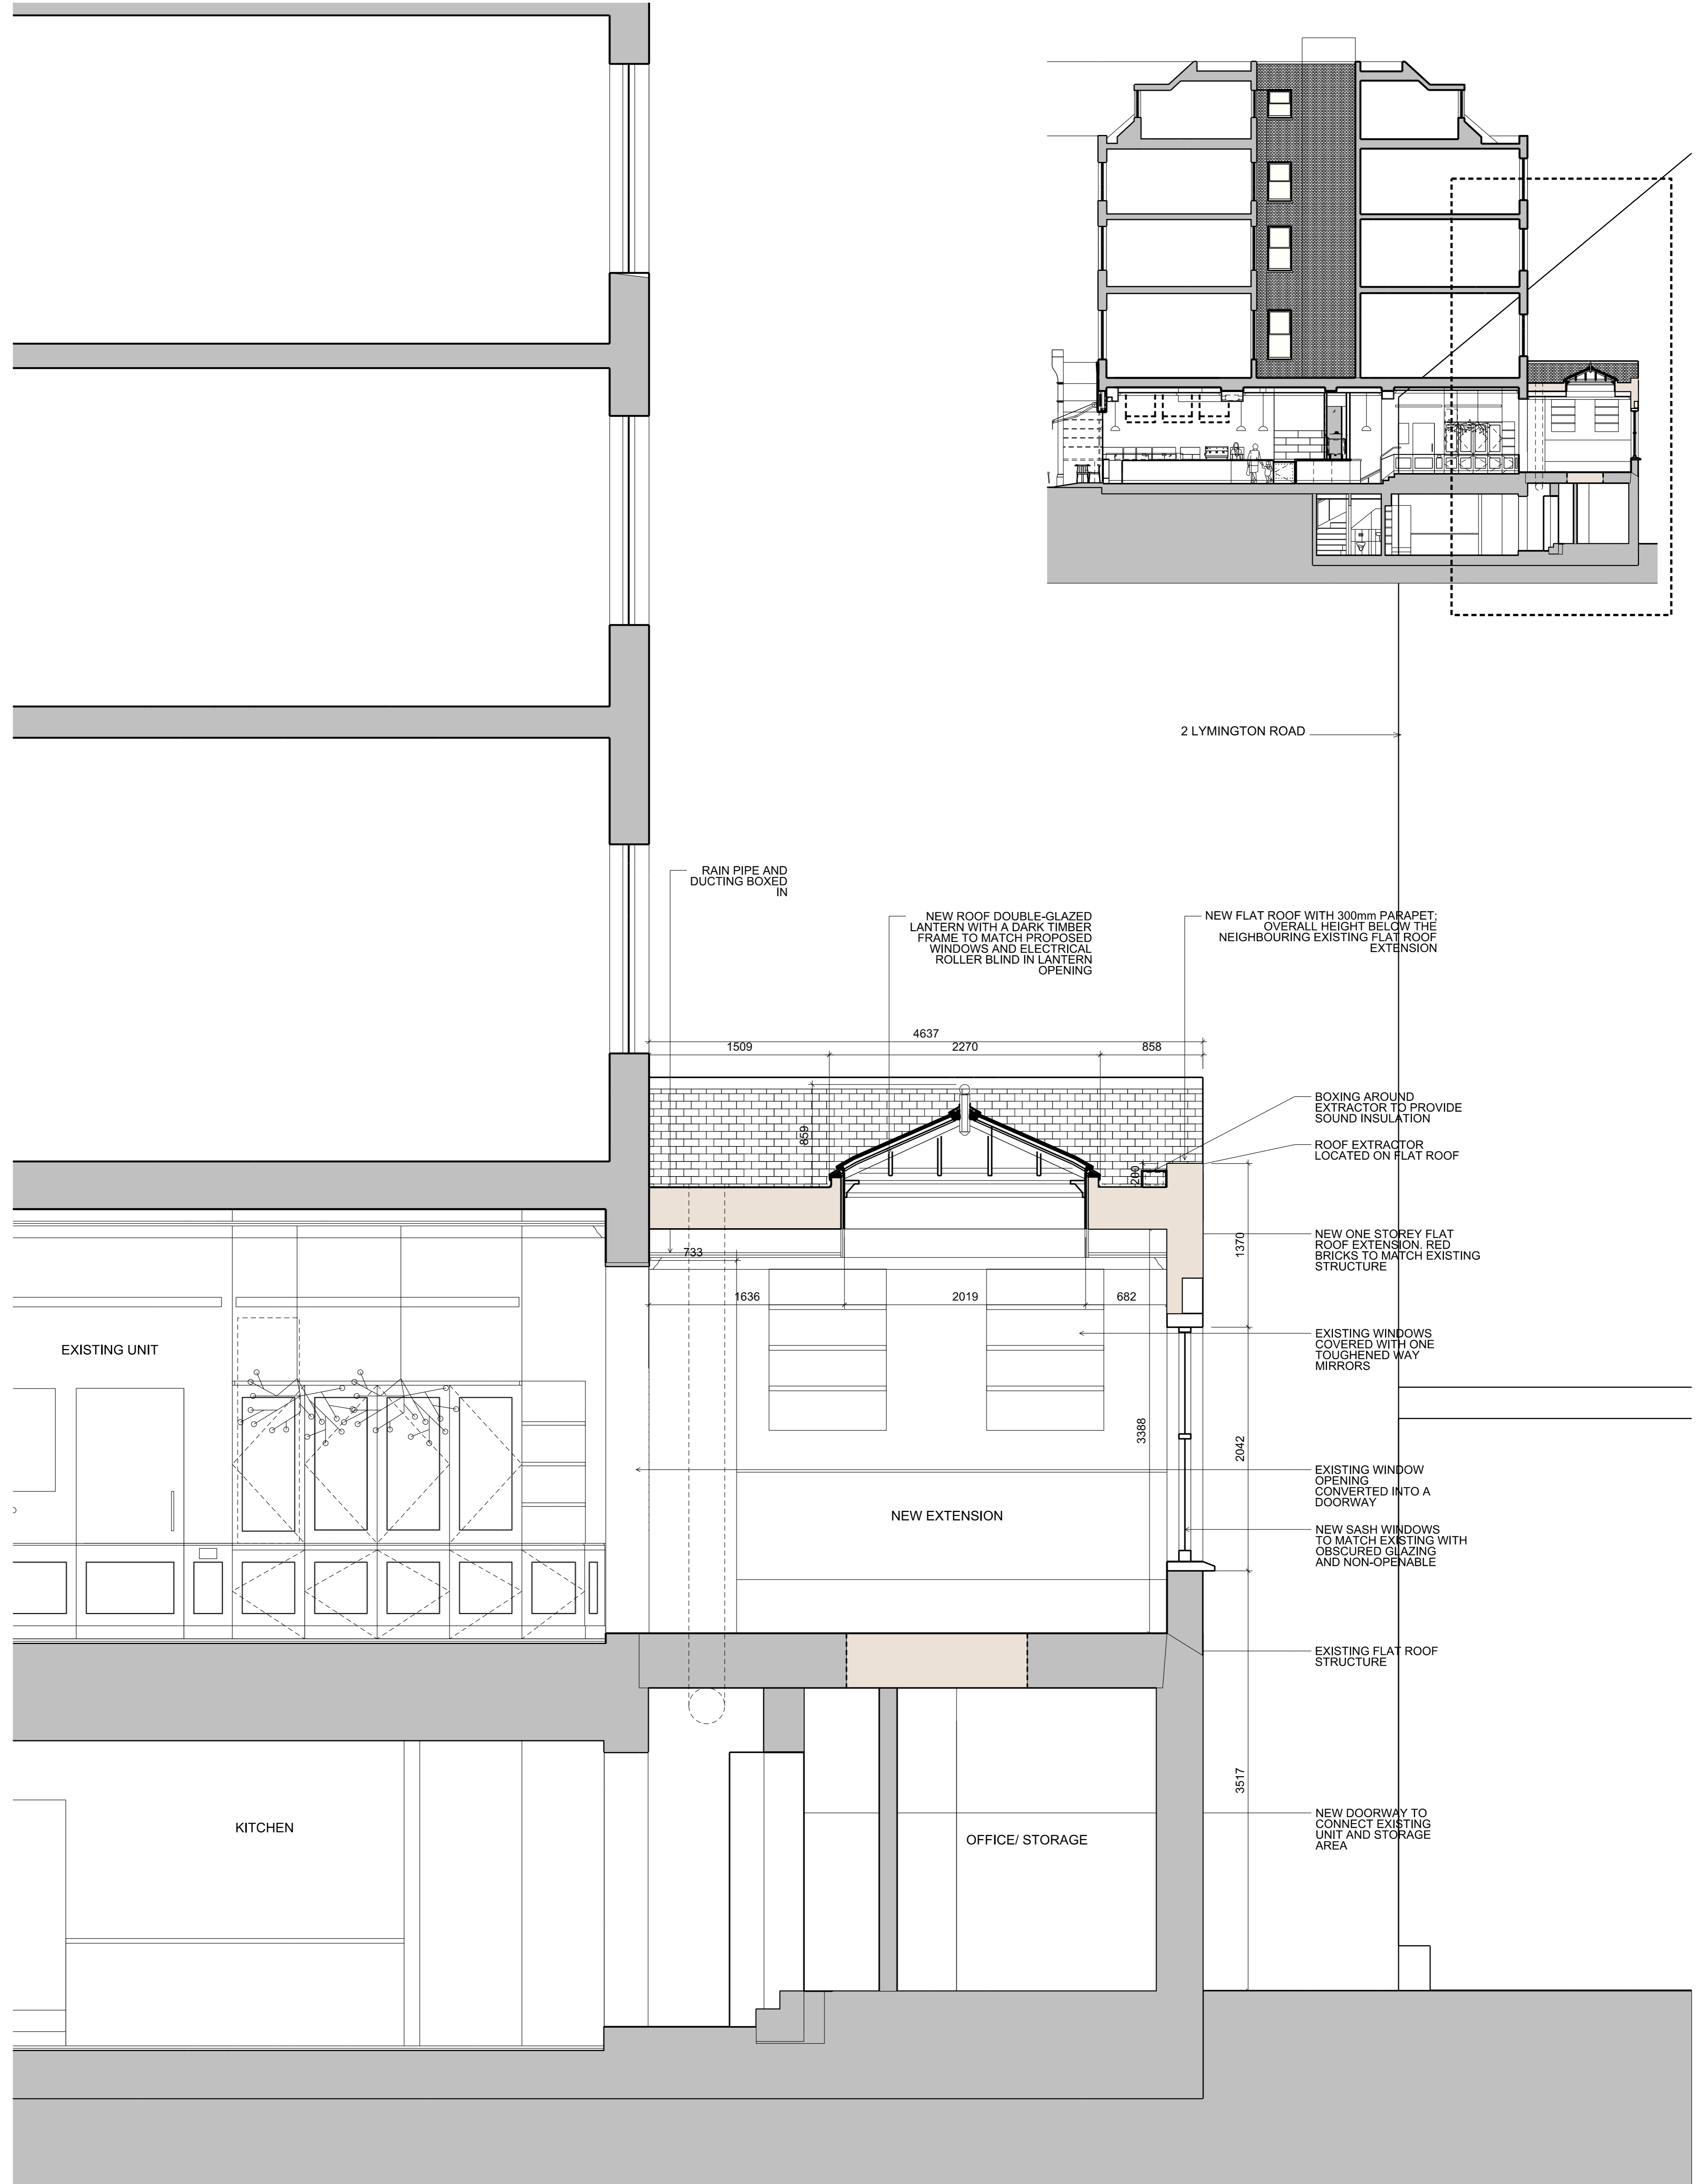 2 LYMINGTON ROAD
RAIN PIPE AND
DUCTING BOXED
IN
NEW ROOF DOUBLE-GLAZED
LANTERN WITH A DARK TIMBER
FRAME TO MATCH PROPOSED
WINDOWS AND ELECTRICAL
ROLLER BLIND IN LANTERN
OPENING
NEW FLAT ROOF WITH 300mm PARAPET;
OVERALL HEIGHT BELOW THE
NEIGHBOURING EXISTING FLAT ROOF
EXTENSION
4637
1509
2270
858
859
200
BOXING AROUND
EXTRACTOR TO PROVIDE
SOUND INSULATION
ROOF EXTRACTOR
LOCATED ON FLAT ROOF
1370
NEW ONE STOREY FLAT
ROOF EXTENSION. RED
BRICKS TO MATCH EXISTING
STRUCTURE
733
1636
2019
682
EXISTING UNIT
EXISTING WINDOWS
COVERED WITH ONE
TOUGHENED WAY
MIRRORS
3388
2042
EXISTING WINDOW
OPENING
CONVERTED INTO A
DOORWAY
NEW EXTENSION
NEW SASH WINDOWS
TO MATCH EXISTING WITH
OBSCURED GLAZING
AND NON-OPENABLE
EXISTING FLAT ROOF
STRUCTURE
3517
KITCHEN
OFFICE/ STORAGE
NEW DOORWAY TO
CONNECT EXISTING
UNIT AND STORAGE
AREA